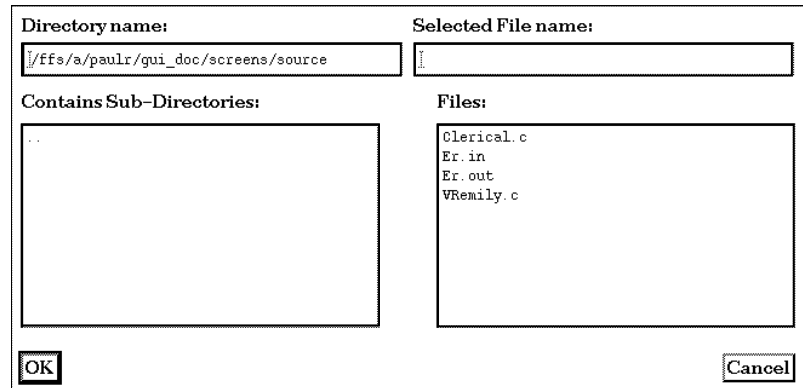 Directory name:
Selected File name:
/ffs/a/paulr/gui_doc/screens/source
Contains Sub-Directories:
Files:
..
Clerical.c
Er.in
Er.out
VRemily.c
OK
Cancel